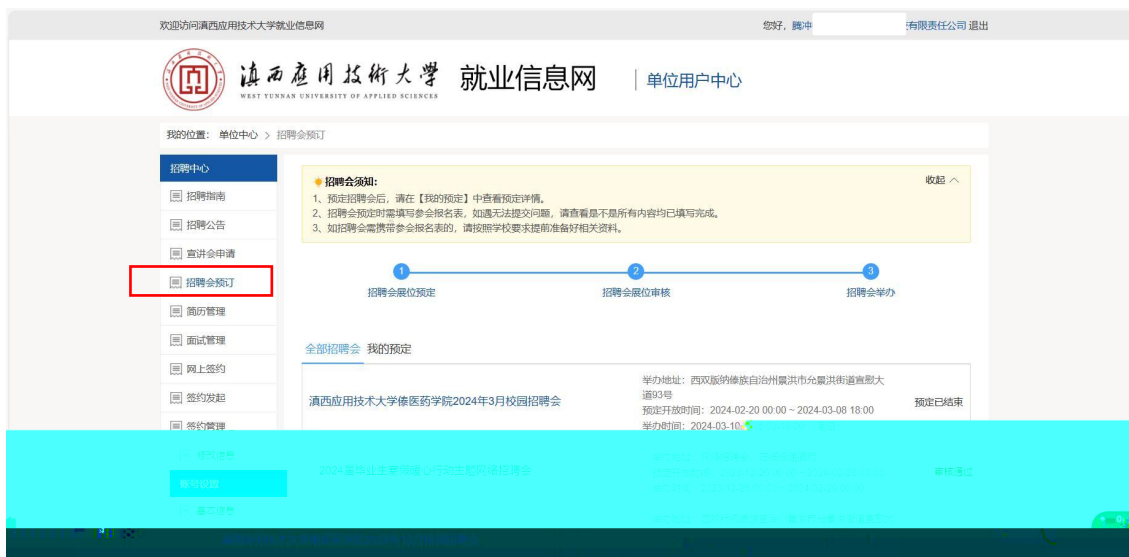 欢迎访问滇西应用技术大学就业信息网
您好，腾冲 有限责任公司 退出
滇西应用技术大学 就业信息网 | 单位用户中心
WEST YUNNAN UNIVERSITY OF APPLIED SCIENCES
我的位置： 单位中心 > 招聘会预订
招聘中心
招聘指南
招聘公告
宣讲会申请
招聘会预订
简历管理
面试管理
网上签约
签约发起
签约管理
修改信息
账号设置
招聘会须知：
收起
1、预定招聘会后，请在【我的预定】中查看预定详情。
2、招聘会预定时需填写参会报名表，如遇无法提交问题，请查看是不是所有内容均已填写完成。
3、如招聘会需携带参会报名表的，请按照学校要求提前准备好相关资料。
1
2
3
招聘会展位预定
招聘会展位审核
招聘会举办
全部招聘会 我的预定
滇西应用技术大学傣医药学院2024年3月校园招聘会
举办地址：西双版纳傣族自治州景洪市允景洪街道宣慰大
道93号
预定开放时间：2024-02-20 00:00 ~ 2024-03-08 18:00
举办时间：2024-03-10
预定已结束
审核通过